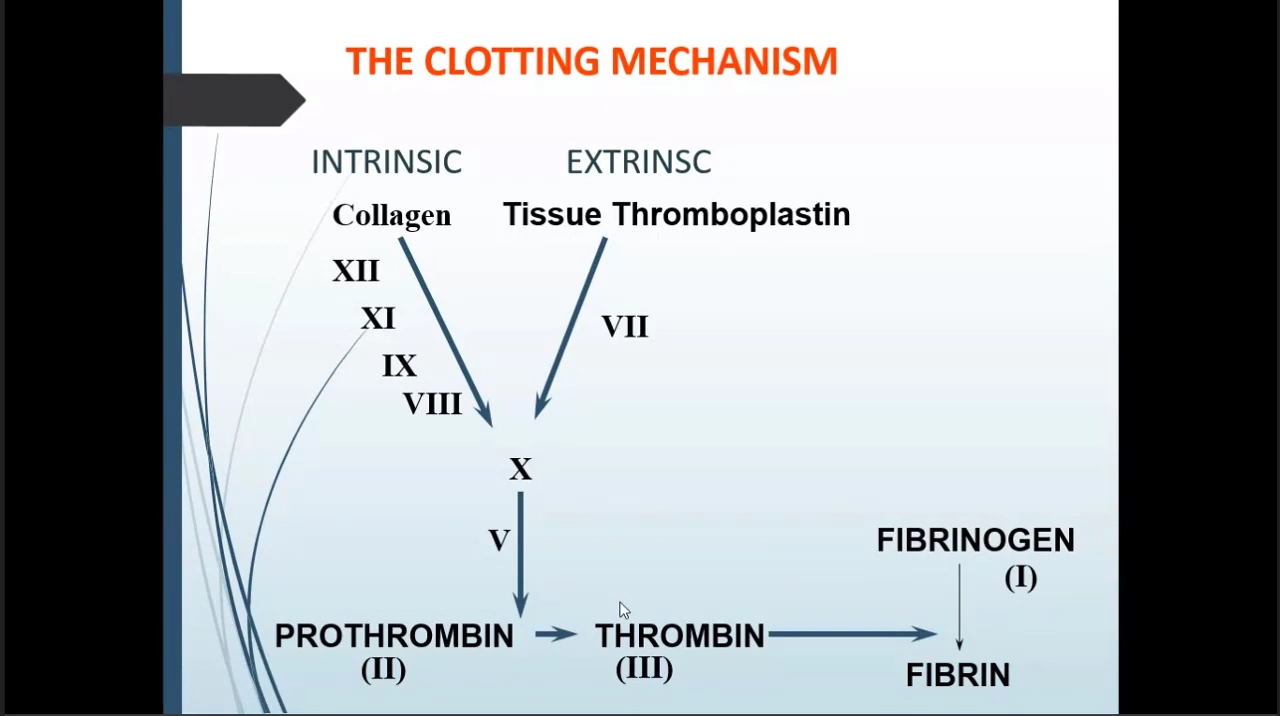 THE CLOTTING MECHANISM
INTRINSIC EXTRINSC
Collagen Tissue Thromboplastin
XII
XI
VII
IX
VIII
X
V
FIBRINOGEN
(I)
PROTHROMBIN THROMBIN
(II) (III)
FIBRIN